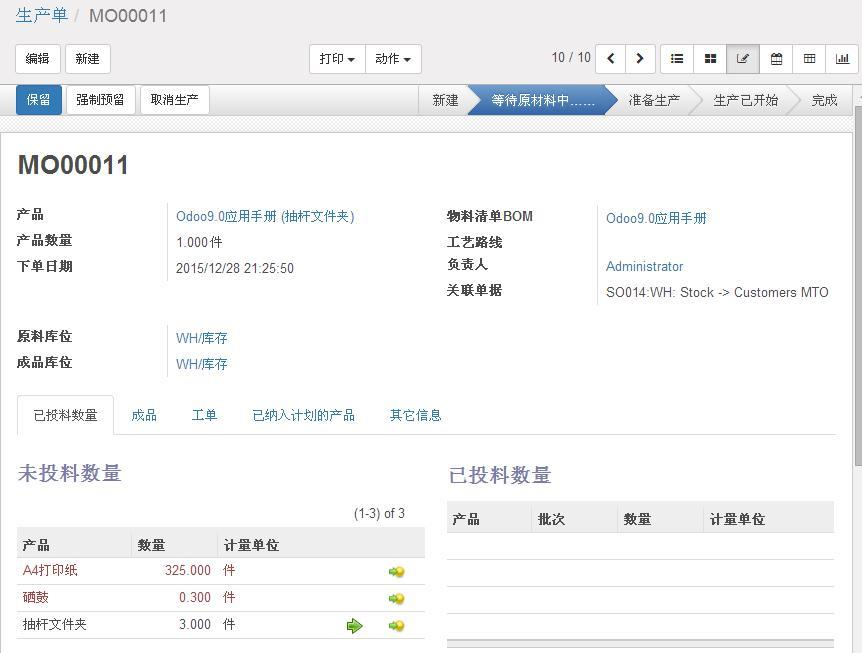 生产单 / MO00011
编辑 新建 打印 动作 10 / 10
保留 强制预留 取消生产 新建 等待原材料中...... 准备生产 生产已开始 完成
MO00011
产品 Odoo9.0应用手册 (抽杆文件夹) 物料清单BOM Odoo9.0应用手册
产品数量 1.000件 工艺路线
下单日期 2015/12/28 21:25:50 负责人 Administrator
关联单据 SO014:WH: Stock -> Customers MTO
原料库位 WH/库存
成品库位 WH/库存
已投料数量 成品 工单 已纳入计划的产品 其它信息
未投料数量 已投料数量
(1-3) of 3
产品 数量 计量单位 产品 批次 数量 计量单位
A4打印纸 325.000 件
硒鼓 0.300 件
抽杆文件夹 3.000 件